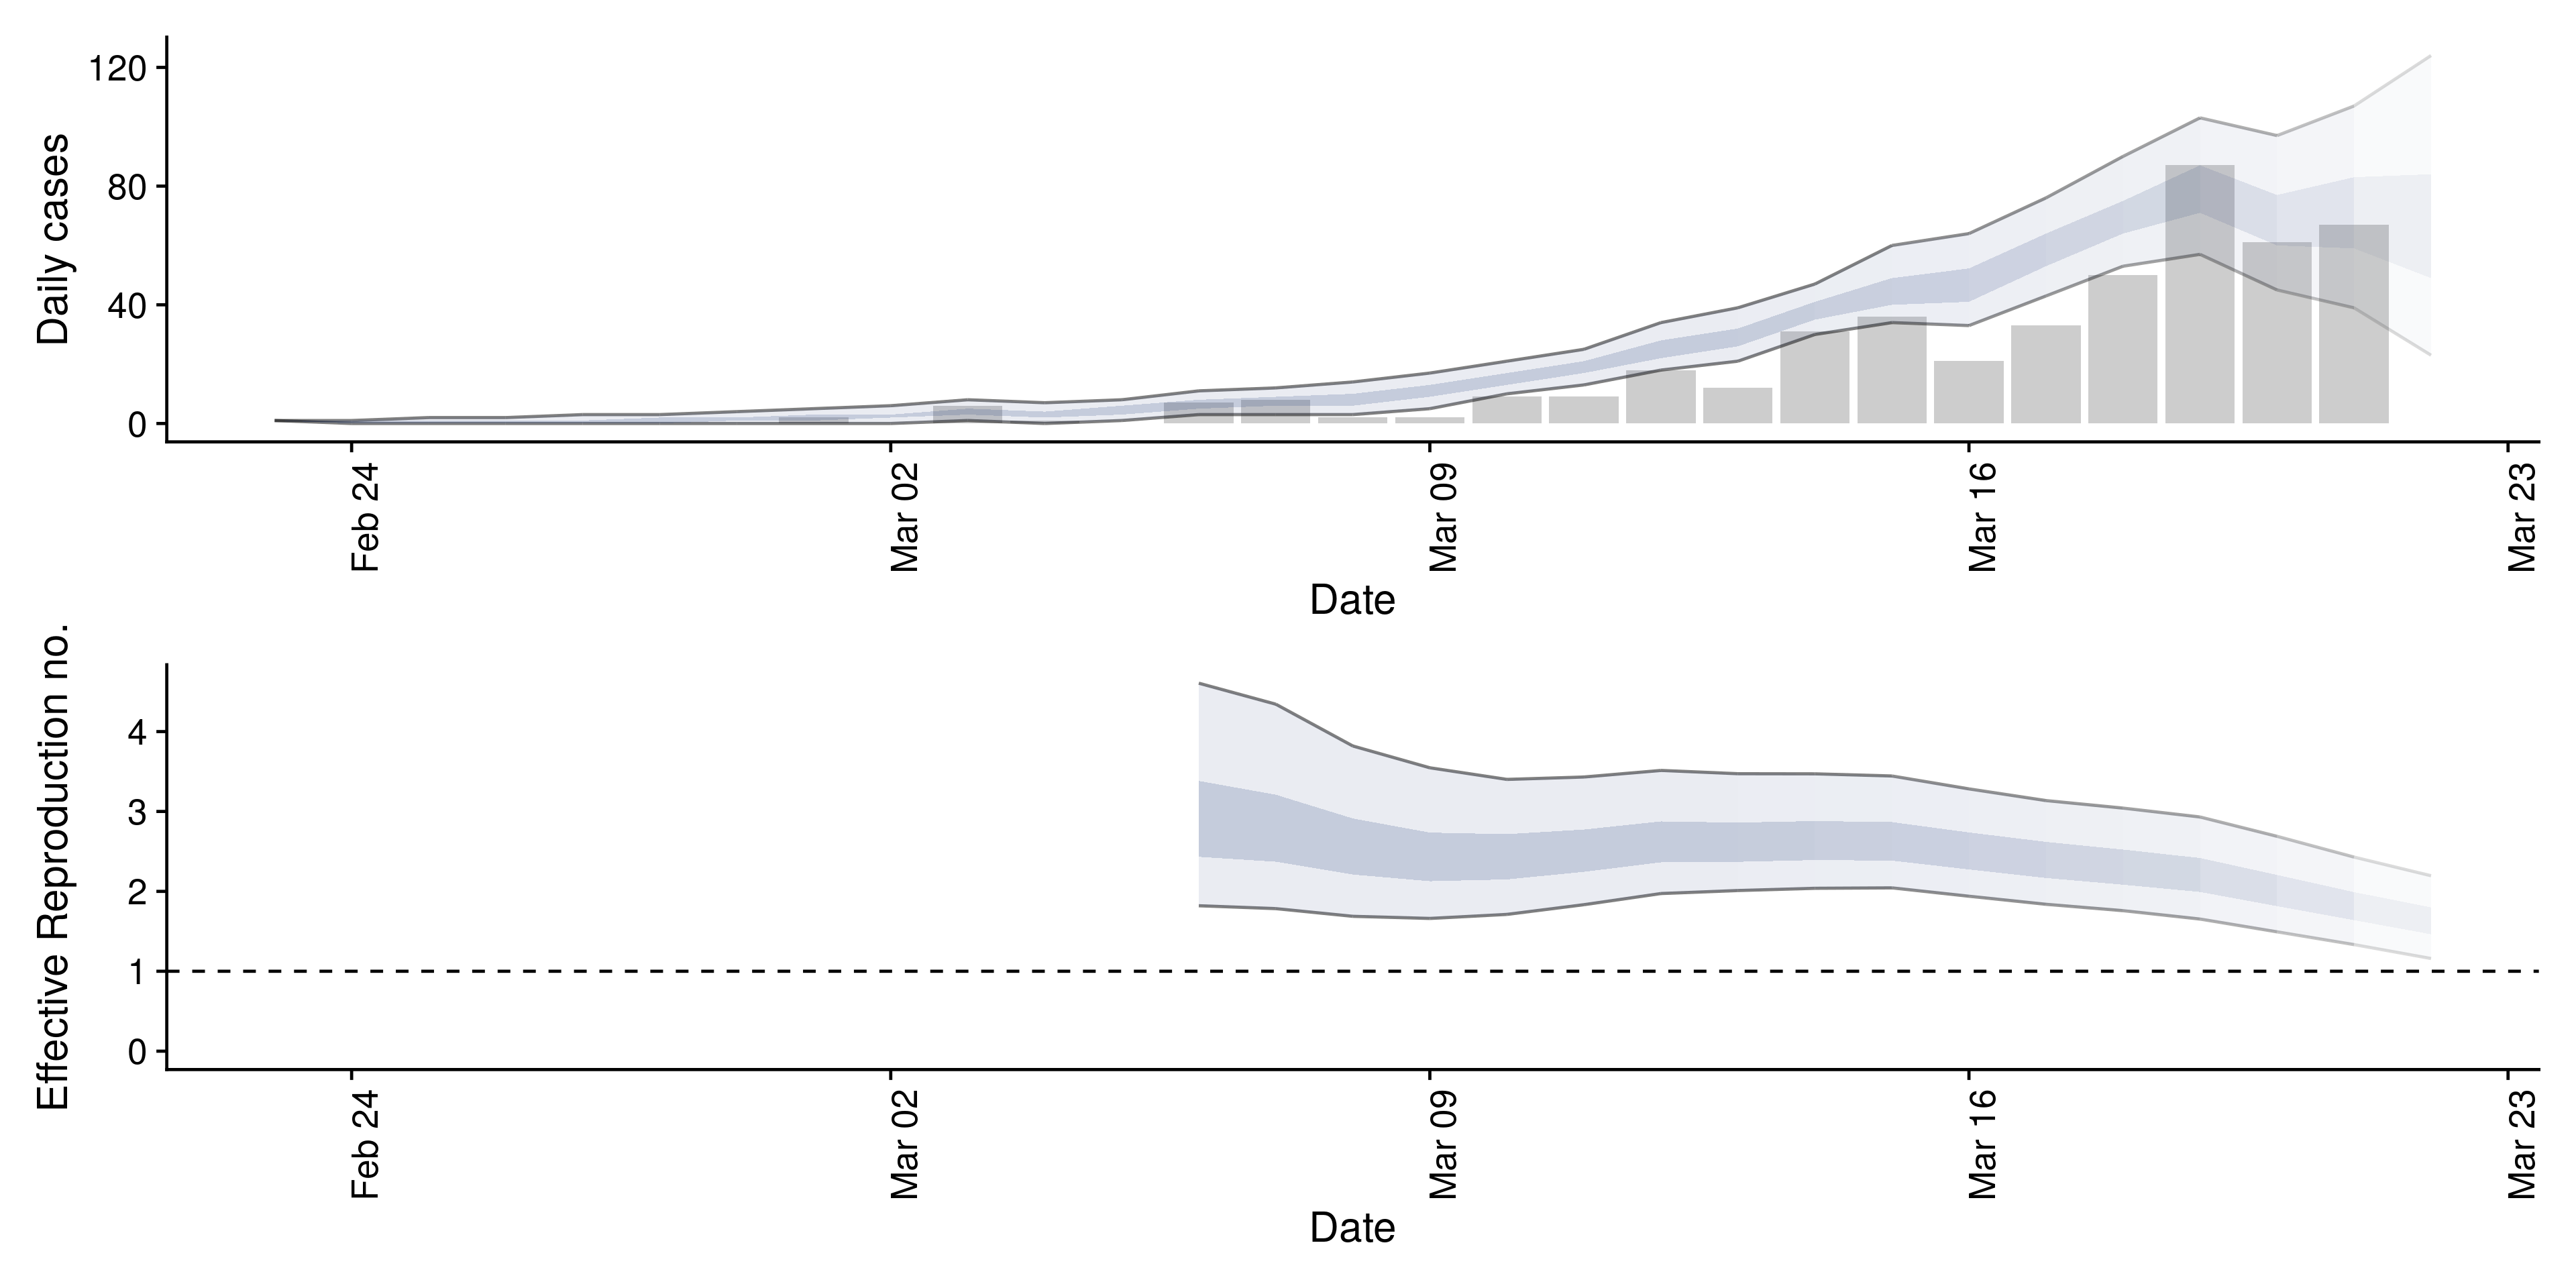 Daily cases
120
80
40
0
Feb 24
Mar 02
Mar 09
Mar 16
Mar 23
Date
Effective Reproduction no.
4
3
2
1
0
Feb 24
Mar 02
Mar 09
Mar 16
Mar 23
Date